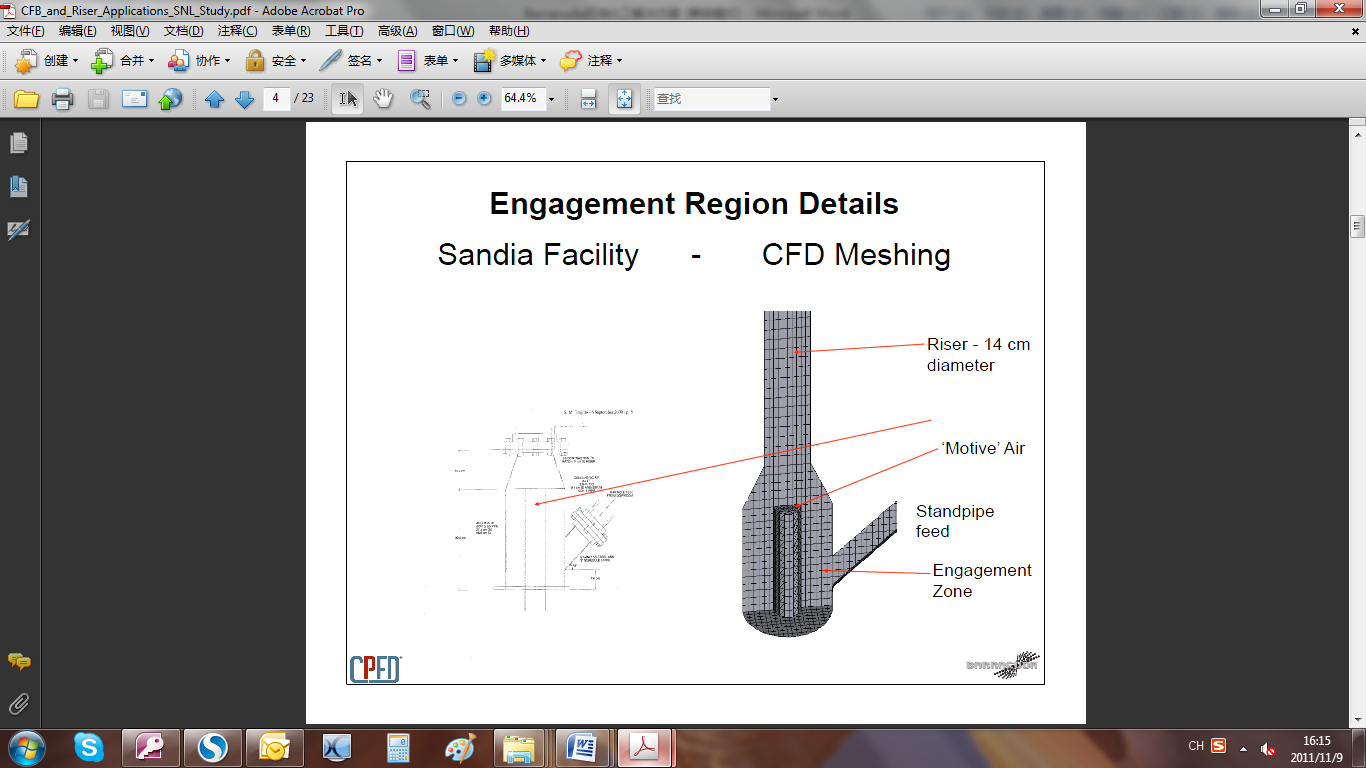 CFB_and_Riser_Applications_SNL_Study.pdf - Adobe Acrobat Pro
文件(F) 编辑(E) 视图(V) 文档(D) 注释(C) 表单(R) 工具(T) 高级(A) 窗口(W) 帮助(H)
创建 合并 协作 安全 签名 表单 多媒体 注释
4 / 23 64.4% 查找
Engagement Region Details
Sandia Facility - CFD Meshing
Riser - 14 cm
diameter
‘Motive’ Air
Standpipe
feed
Engagement
Zone
CPFD
BARRACUDA
CH
16:15
2011/11/9